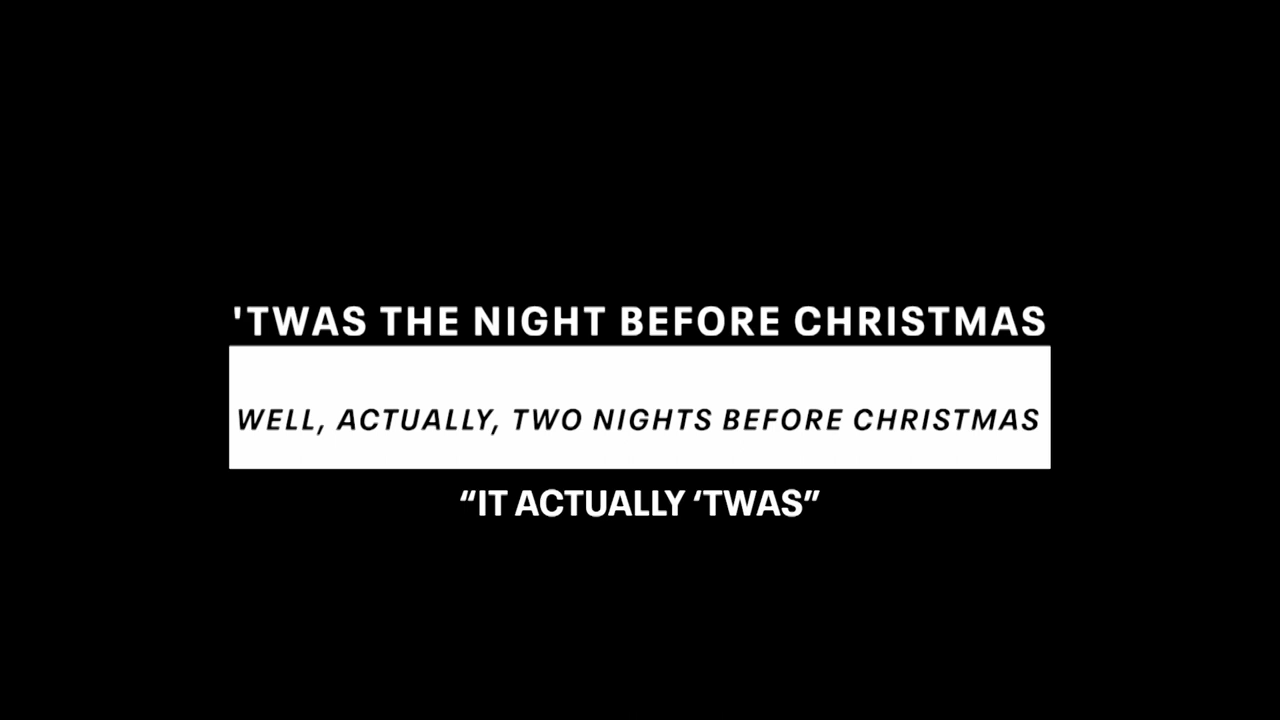 'TWAS THE NIGHT BEFORE CHRISTMAS
WELL, ACTUALLY, TWO NIGHTS BEFORE CHRISTMAS
“IT ACTUALLY ‘TWAS”